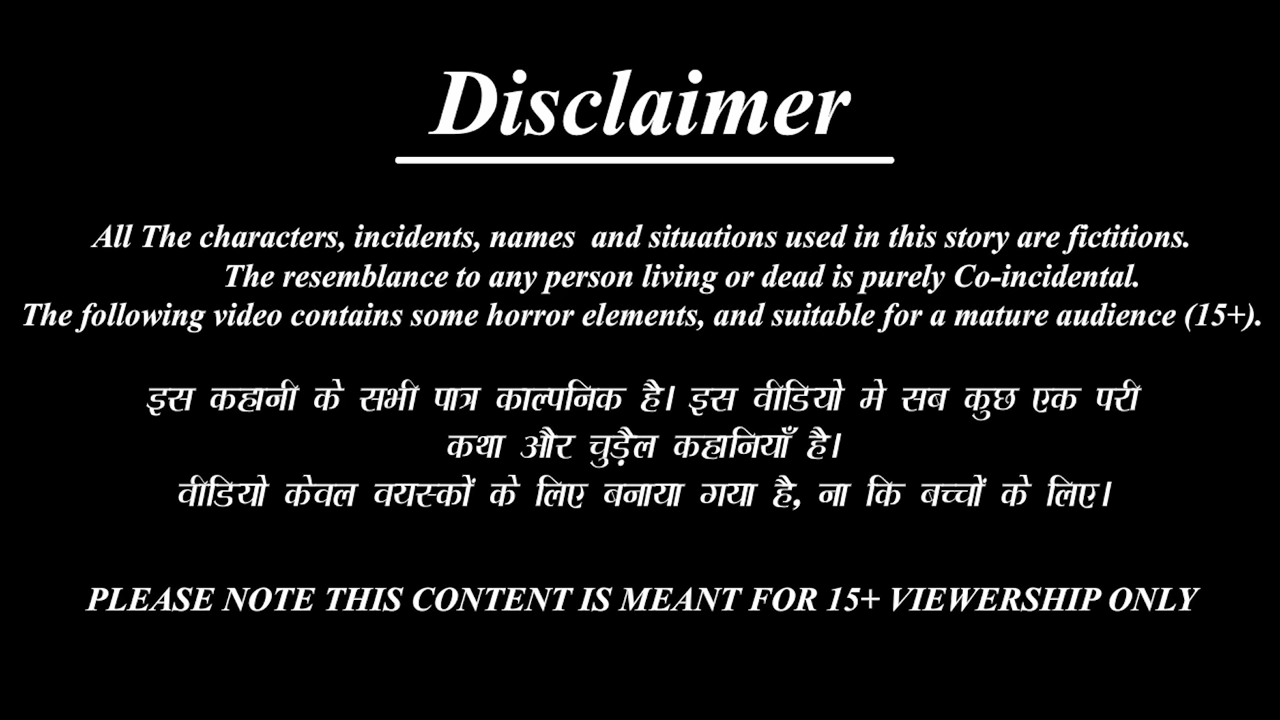 Disclaimer
All The characters, incidents, names and situations used in this story are fictitions.
The resemblance to any person living or dead is purely Co-incidental.
The following video contains some horror elements, and suitable for a mature audience (15+).
इस कहानी के सभी पात्र काल्पनिक है। इस वीडियो मे सब कुछ एक परी
कथा और चुड़ैल कहानियाँ है।
वीडियो केवल वयस्कों के लिए बनाया गया है, ना कि बच्चों के लिए।
PLEASE NOTE THIS CONTENT IS MEANT FOR 15+ VIEWERSHIP ONLY